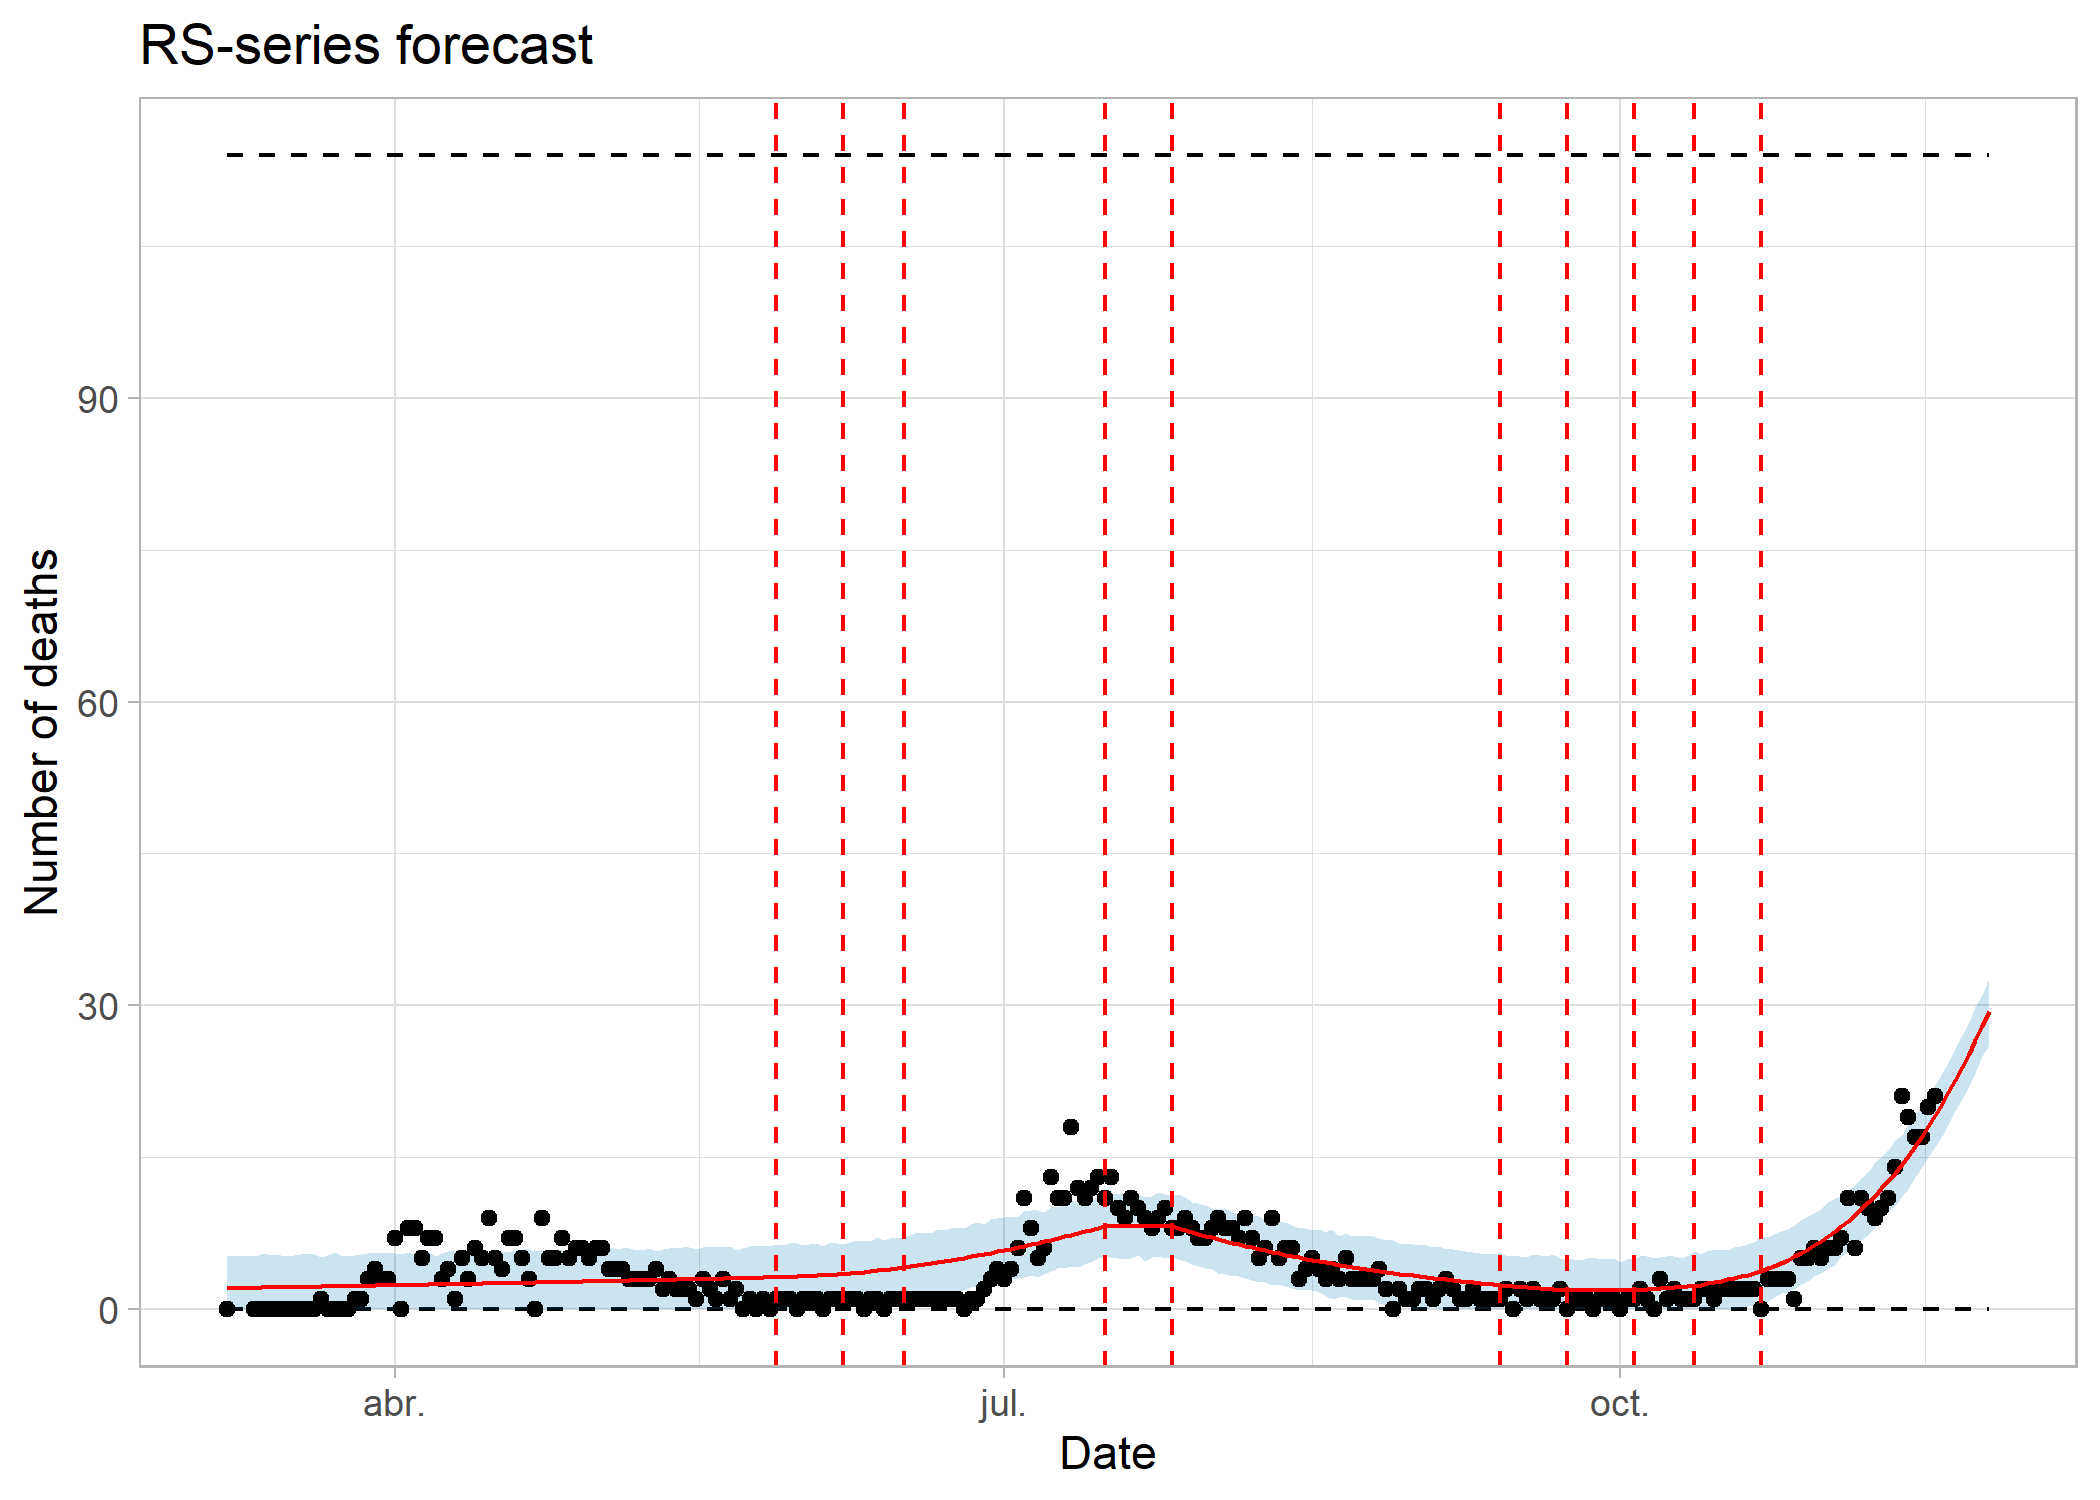 RS-series forecast
Number of deaths
90
60
30
0
abr.
jul.
oct.
Date